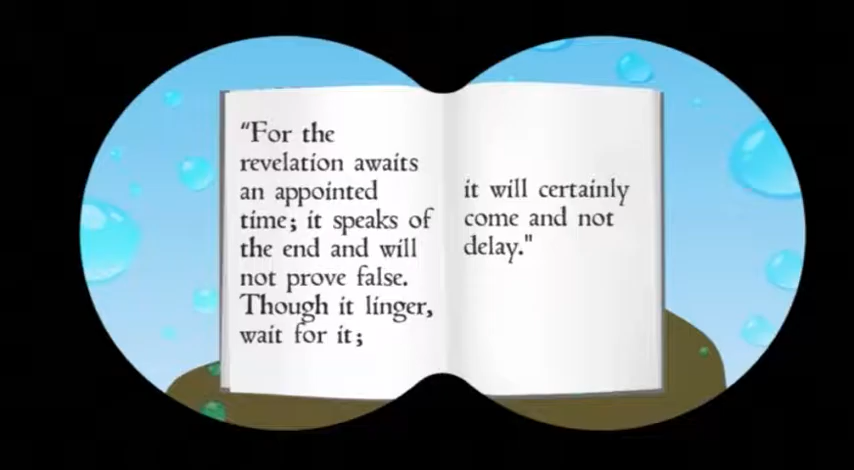 “For the
revelation awaits
an appointed
time; it speaks of
the end and will
not prove false.
Though it linger,
wait for it;
it will certainly
come and not
delay."